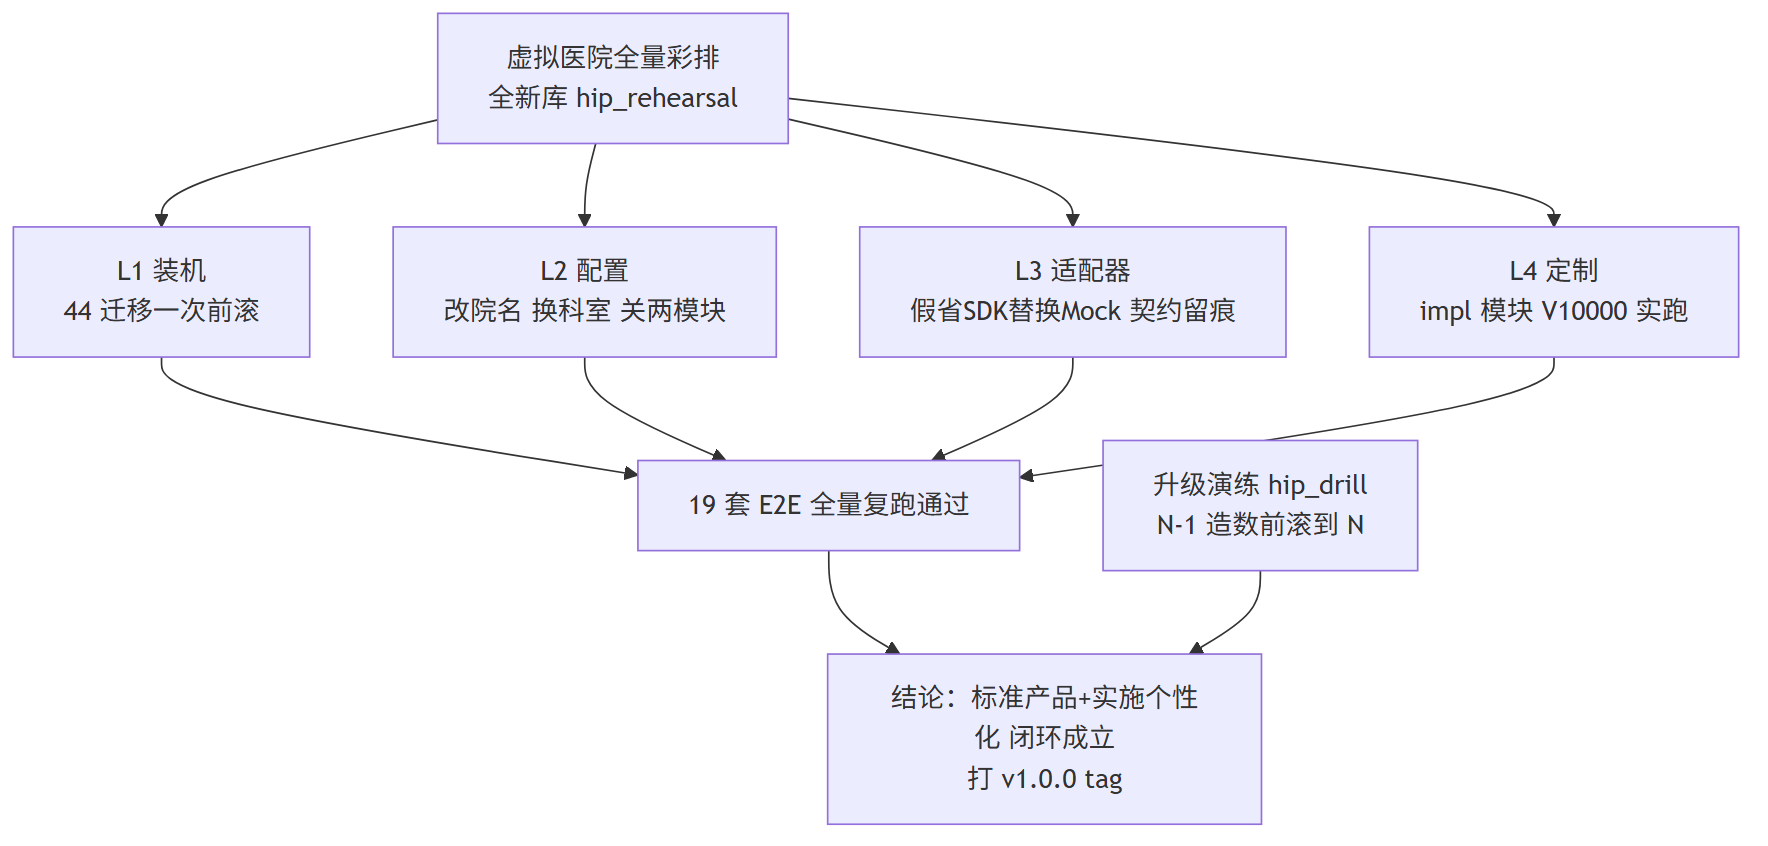 虚拟医院全量彩排
全新库 hip_rehearsal
L1 装机
44 迁移一次前滚
L2 配置
改院名 换科室 关两模块
L3 适配器
假省SDK替换Mock 契约留痕
L4 定制
impl 模块 V10000 实跑
19 套 E2E 全量复跑通过
升级演练 hip_drill
N-1 造数前滚到 N
结论：标准产品+实施个性
化 闭环成立
打 v1.0.0 tag